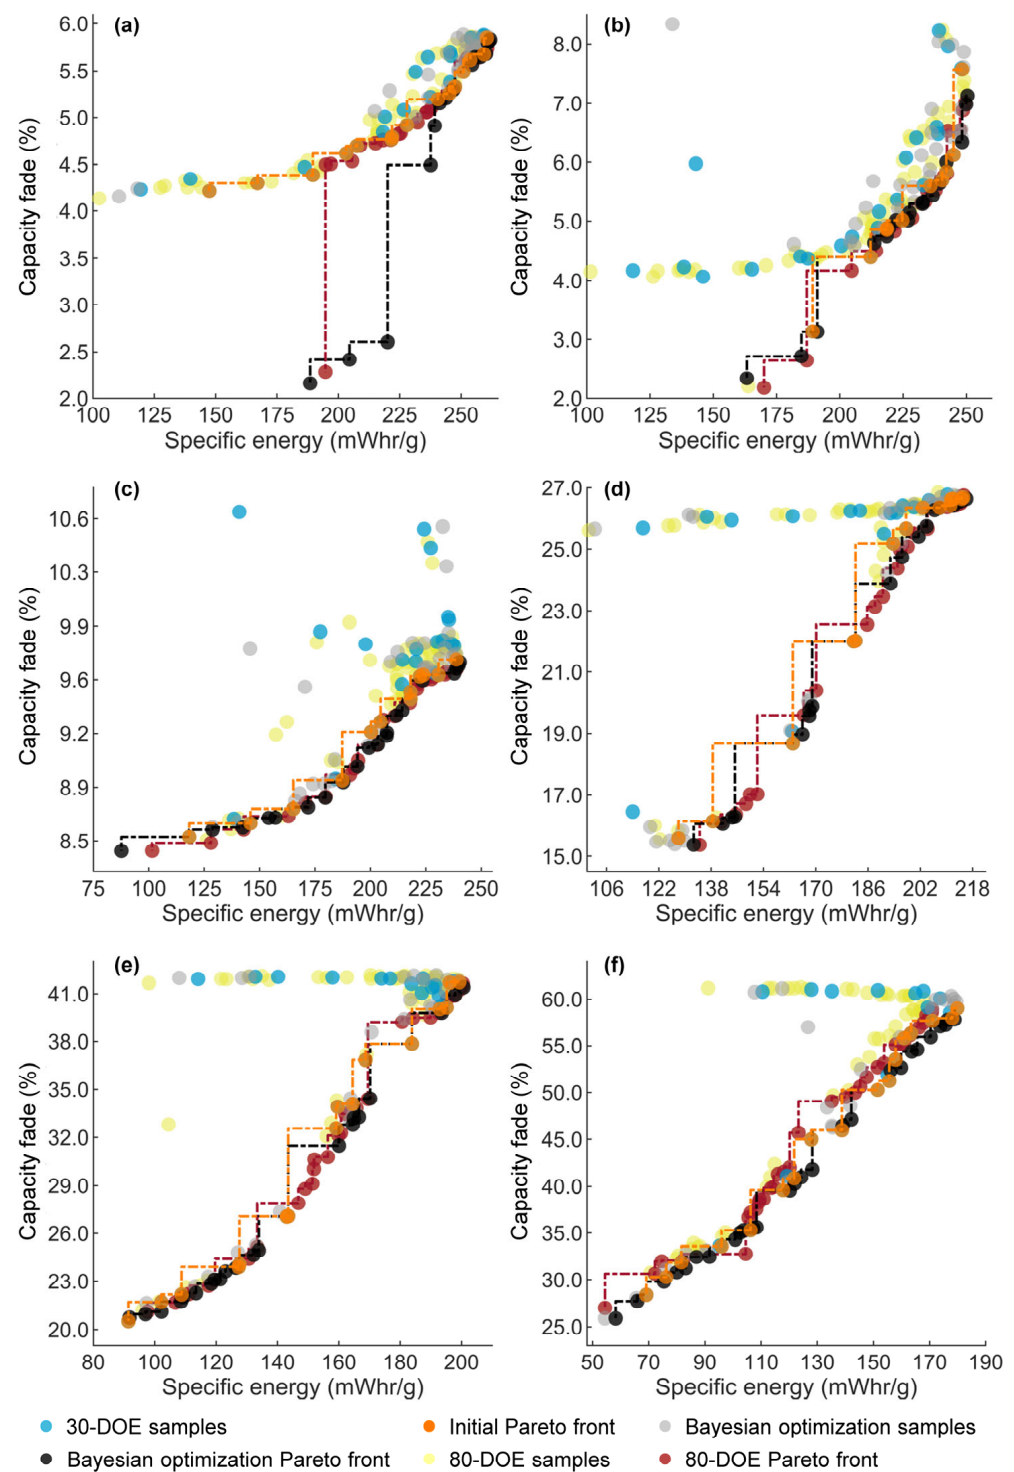 (a)
6.0
5.5
5.0
4.5
4.0
3.5
3.0
2.5
2.0
Capacity fade (%)
100 125 150 175 200 225 250
Specific energy (mWhr/g)
(b)
8.0
7.0
6.0
5.0
4.0
3.0
2.0
Capacity fade (%)
100 125 150 175 200 225 250
Specific energy (mWhr/g)
(c)
10.6
10.3
9.9
9.6
9.2
8.9
8.5
Capacity fade (%)
75 100 125 150 175 200 225 250
Specific energy (mWhr/g)
(d)
27.0
25.0
23.0
21.0
19.0
17.0
15.0
Capacity fade (%)
106 122 138 154 170 186 202 218
Specific energy (mWhr/g)
(e)
41.0
38.0
35.0
32.0
29.0
26.0
23.0
20.0
Capacity fade (%)
80 100 120 140 160 180 200
Specific energy (mWhr/g)
(f)
60.0
55.0
50.0
45.0
40.0
35.0
30.0
25.0
Capacity fade (%)
50 70 90 110 130 150 170 190
Specific energy (mWhr/g)
30-DOE samples Initial Pareto front Bayesian optimization samples
Bayesian optimization Pareto front 80-DOE samples 80-DOE Pareto front